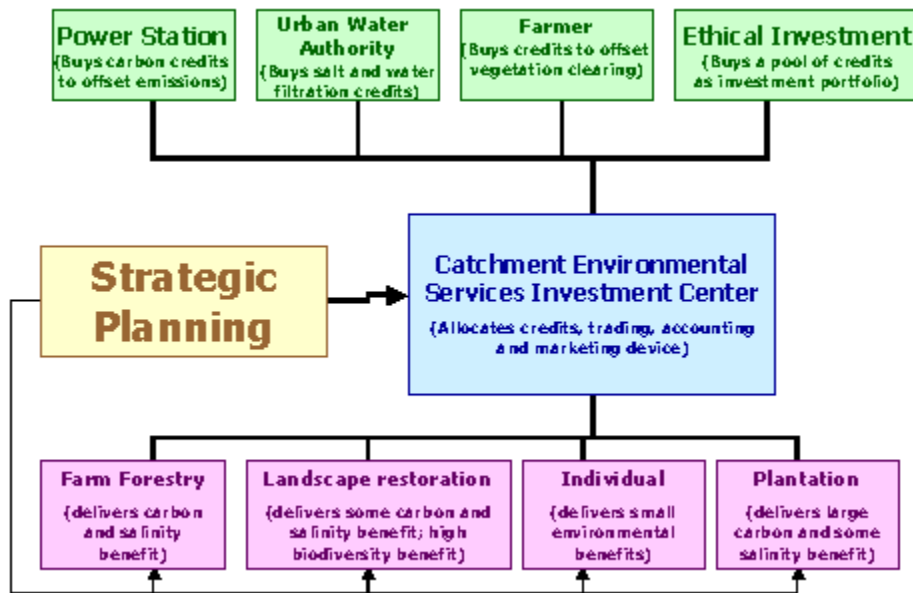 Power Station
(Buys carbon credits
to offset emissions)
Urban Water
Authority
(Buys salt and water
filtration credits)
Farmer
(Buys credits to offset
vegetation clearing)
Ethical Investment
(Buys a pool of credits
as investment portfolio)
Strategic
Planning
Catchment Environmental
Services Investment Center
(Allocates credits, trading, accounting
and marketing device)
Farm Forestry
(delivers carbon
and salinity
benefit)
Landscape restoration
(delivers some carbon and
salinity benefit; high
biodiversity benefit)
Individual
(delivers small
environmental
benefits)
Plantation
(delivers large
carbon and some
salinity benefit)